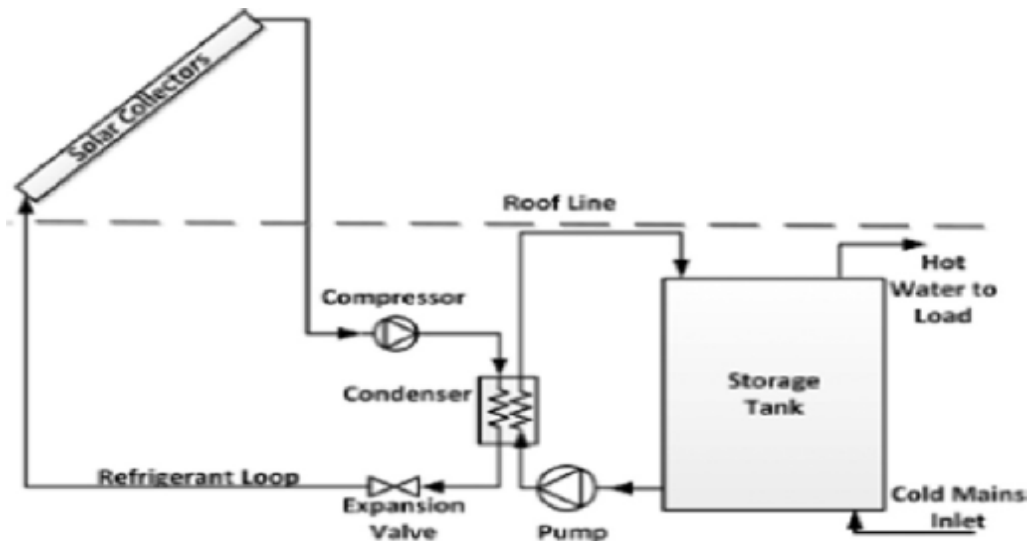 Solar Collectors
Roof Line
Hot
Water to
Load
Compressor
Condenser
Storage
Tank
Refrigerant Loop
Expansion
Valve
Pump
Cold Mains
Inlet